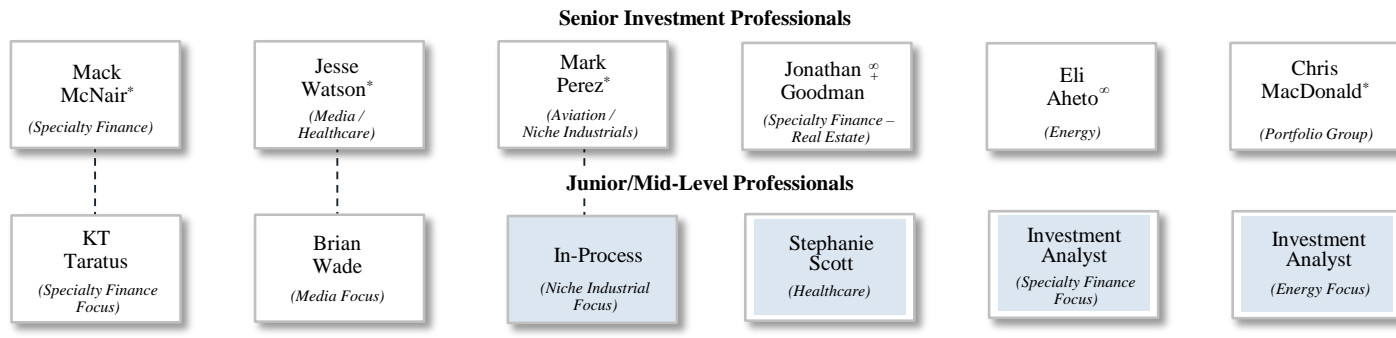 Senior Investment Professionals
Mack
McNair*
(Specialty Finance)
Jesse
Watson*
(Media /
Healthcare)
Mark
Perez*
(Aviation /
Niche Industrials)
Jonathan ∞
+
Goodman
(Specialty Finance –
Real Estate)
Eli
Aheto∞
(Energy)
Chris
MacDonald*
(Portfolio Group)
Junior/Mid-Level Professionals
KT
Taratus
(Specialty Finance
Focus)
Brian
Wade
(Media Focus)
In-Process
(Niche Industrial
Focus)
Stephanie
Scott
(Healthcare)
Investment
Analyst
(Specialty Finance
Focus)
Investment
Analyst
(Energy Focus)